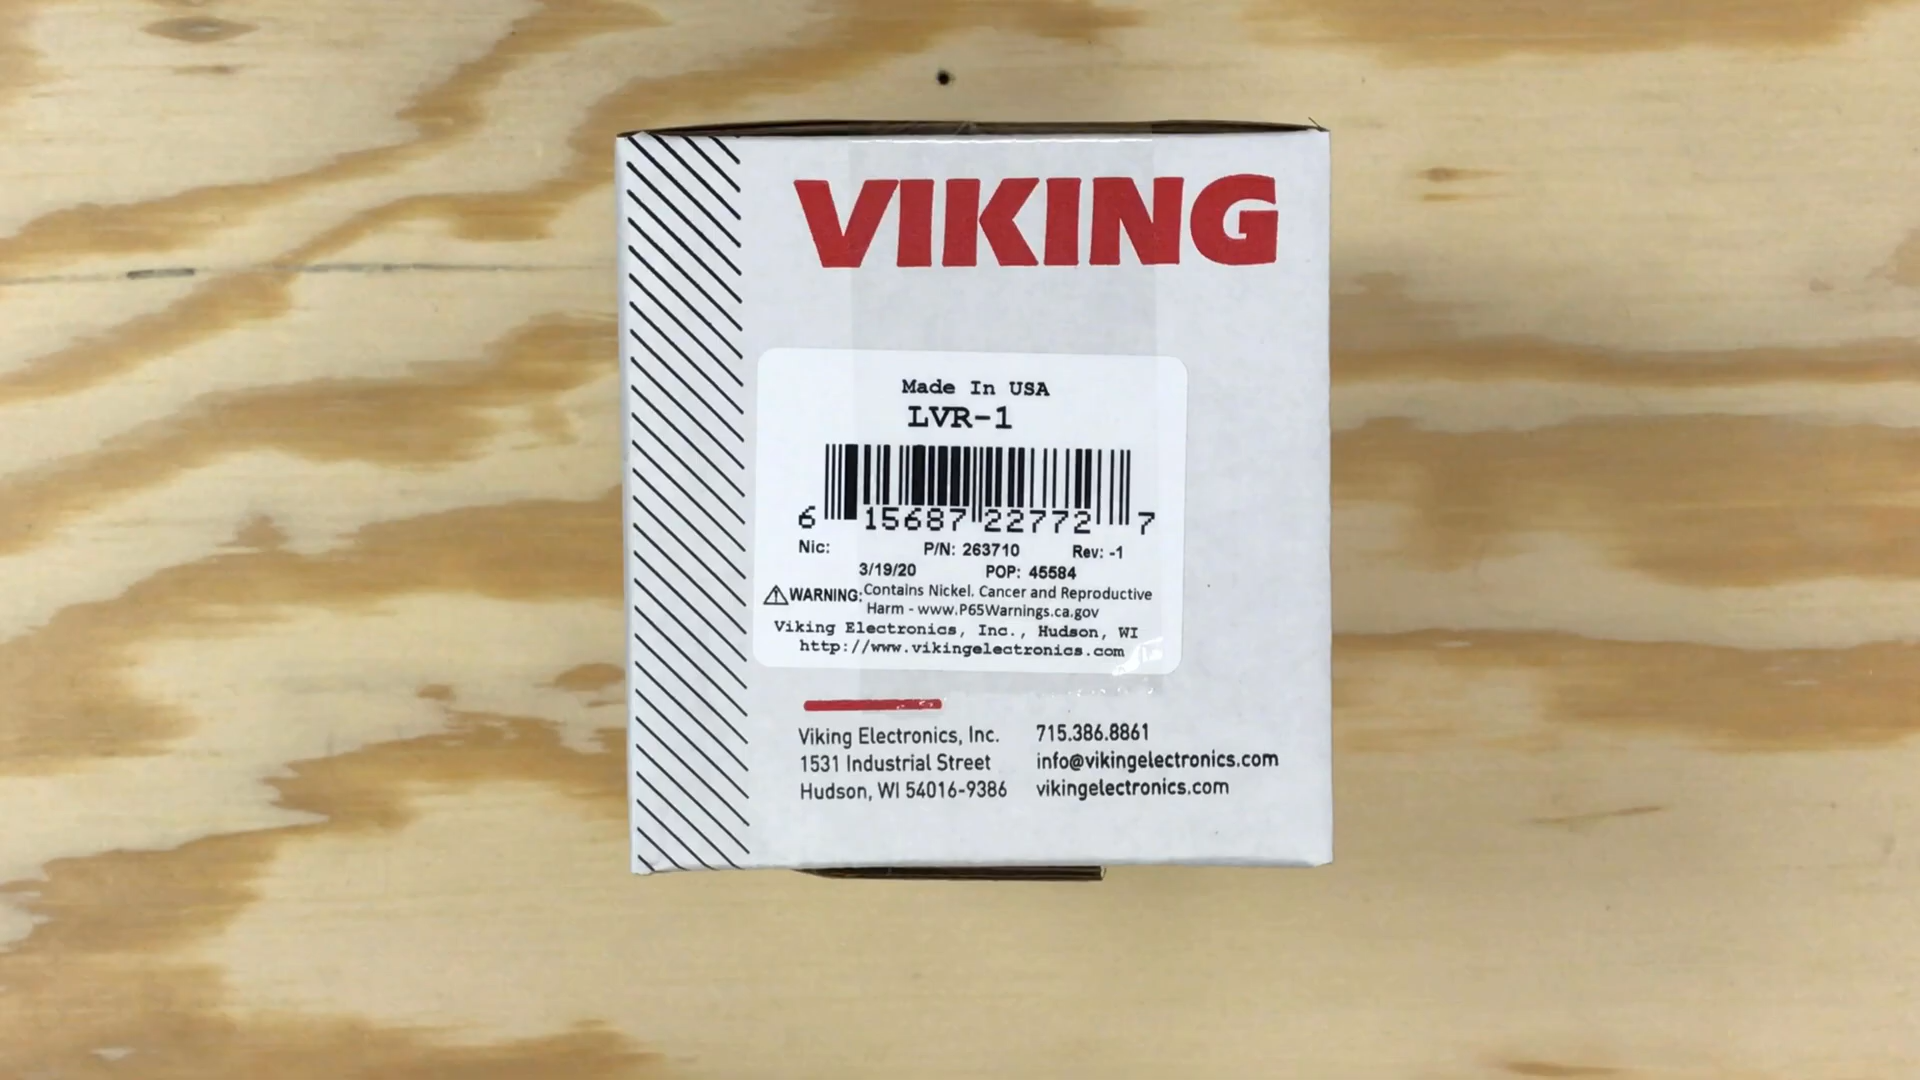 VIKING
Made In USA
LVR-1
6 15687 22772 7
Nic: P/N: 263710 Rev: -1
3/19/20 POP: 45584
WARNING: Contains Nickel. Cancer and Reproductive
Harm - www.P65Warnings.ca.gov
Viking Electronics, Inc., Hudson, WI
http://www.vikingelectronics.com
Viking Electronics, Inc. 715.386.8861
1531 Industrial Street info@vikingelectronics.com
Hudson, WI 54016-9386 vikingelectronics.com